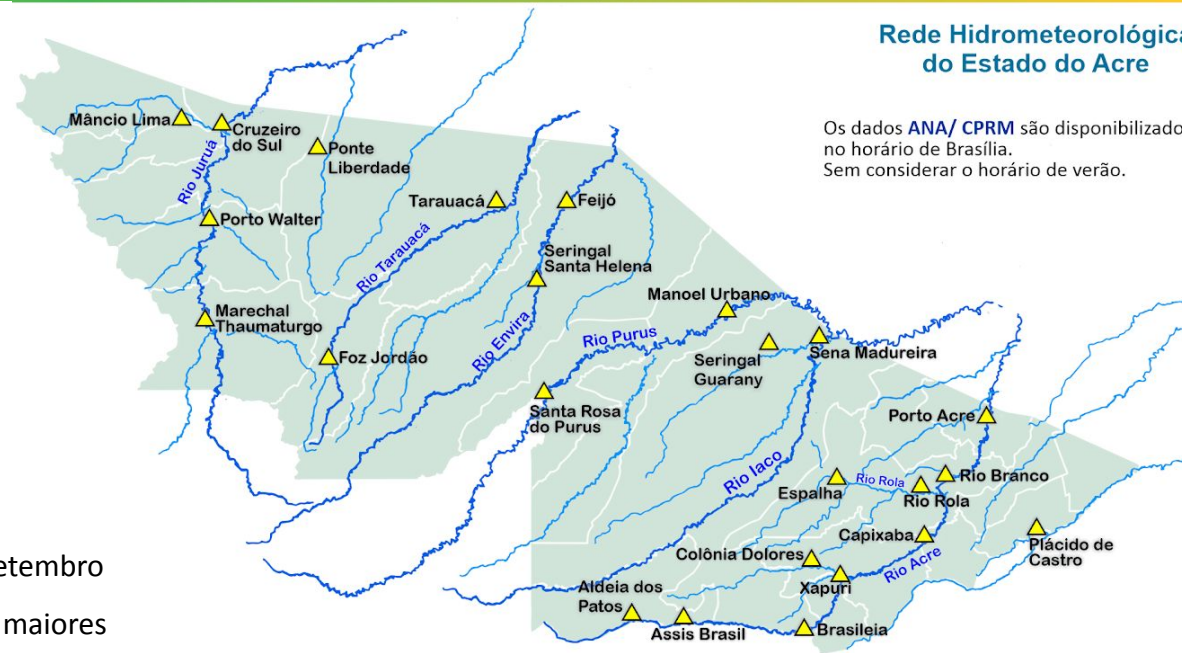 Rede Hidrometeorológica
do Estado do Acre
Os dados ANA/ CPRM são disponibilizado
no horário de Brasília.
Sem considerar o horário de verão.
Mâncio Lima
Cruzeiro
do Sul
Ponte
Liberdade
Rio Juruá
Porto Walter
Tarauacá
Feijó
Rio Tarauacá
Seringal
Santa Helena
Marechal
Thaumaturgo
Foz Jordão
Rio Envira
Manoel Urbano
Rio Purus
Seringal
Guarany
Sena Madureira
Santa Rosa
do Purus
Porto Acre
Rio Iaco
Espalha
Rio Rola
Rio Rola
Rio Branco
Capixaba
Plácido de
Castro
Colônia Dolores
Rio Acre
Xapuri
Aldeia dos
Patos
Assis Brasil
Brasileia
etembro
maiores